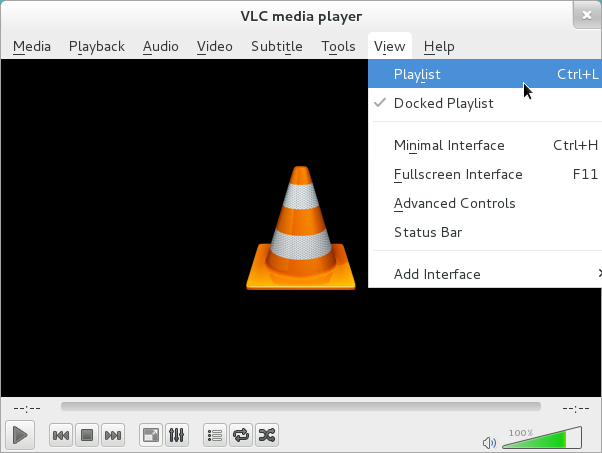 VLC media player
Media Playback Audio Video Subtitle Tools View Help
Playlist Ctrl+L
Docked Playlist
Minimal Interface Ctrl+H
Fullscreen Interface F11
Advanced Controls
Status Bar
Add Interface
--:-- --:--
100%